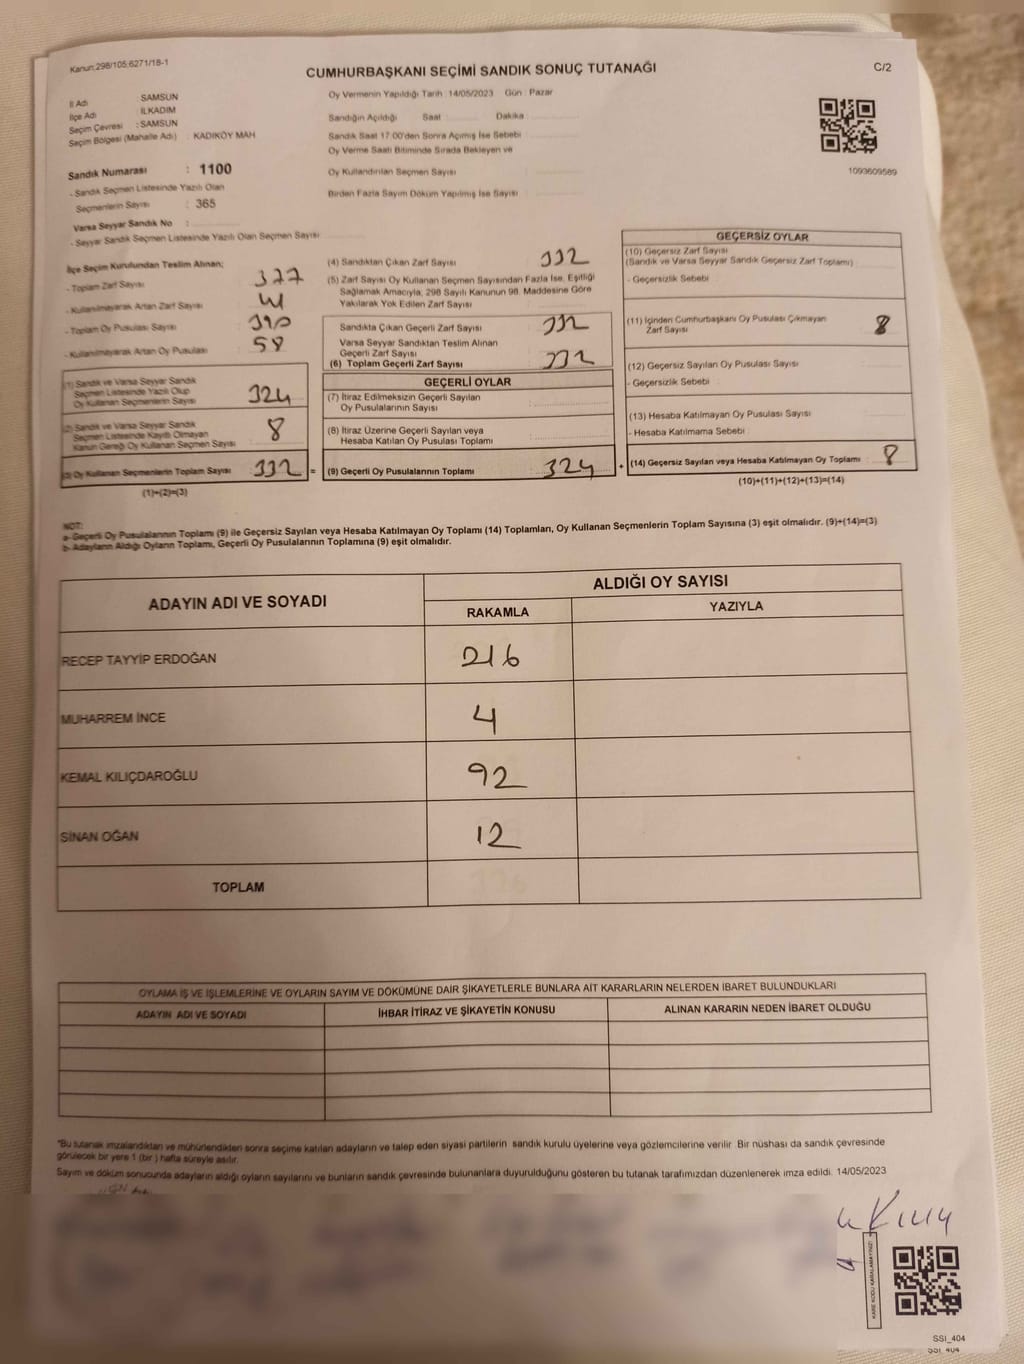 Kanun:298/105;6271/18-1
CUMHURBAŞKANI SEÇİMİ SANDIK SONUÇ TUTANAĞI
C/2
İl Adı : SAMSUN
İlçe Adı : İLKADIM
Seçim Çevresi : SAMSUN
Seçim Bölgesi (Mahalle Adı) : KADIKÖY MAH
Sandık Numarası : 1100
- Sandık Seçmen Listesinde Yazılı Olan
Seçmenlerin Sayısı : 365
Varsa Seyyar Sandık No :
- Seyyar Sandık Seçmen Listesinde Yazılı Olan Seçmen Sayısı
Oy Vermenin Yapıldığı Tarih : 14/05/2023 Gün : Pazar
Sandığın Açıldığı Saat Dakika
Sandık Saat 17.00'den Sonra Açımış İse Sebebi
Oy Verme Saati Bitiminde Sırada Bekleyen ve
Oy Kullandırılan Seçmen Sayısı
Birden Fazla Sayım Döküm Yapılmış İse Sayısı
1093609589
İlçe Seçim Kurulundan Teslim Alınan;
- Toplam Zarf Sayısı 377
- Kullanılmayarak Artan Zarf Sayısı
- Toplam Oy Pusulası Sayısı 390
- Kullanılmayarak Artan Oy Pusulası 58
(1) Sandık ve Varsa Seyyar Sandık
Seçmen Listesinde Yazılı Olup
Oy Kullanan Seçmenlerin Sayısı 324
(2) Sandık ve Varsa Seyyar Sandık
Seçmen Listesinde Kayıtlı Olmayan
Kanun Gereği Oy Kullanan Seçmen Sayısı 8
(3) Oy Kullanan Seçmenlerin Toplam Sayısı 332 =
(1)+(2)=(3)
(4) Sandıktan Çıkan Zarf Sayısı 332
(5) Zarf Sayısı Oy Kullanan Seçmen Sayısından Fazla İse, Eşitliği
Sağlamak Amacıyla, 298 Sayılı Kanunun 98. Maddesine Göre
Yakılarak Yok Edilen Zarf Sayısı
Sandıkta Çıkan Geçerli Zarf Sayısı 332
Varsa Seyyar Sandıktan Teslim Alınan
Geçerli Zarf Sayısı
(6) Toplam Geçerli Zarf Sayısı 332
GEÇERLİ OYLAR
(7) İtiraz Edilmeksizin Geçerli Sayılan
Oy Pusulalarının Sayısı
(8) İtiraz Üzerine Geçerli Sayılan veya
Hesaba Katılan Oy Pusulası Toplamı
(9) Geçerli Oy Pusulalarının Toplamı 324 +
GEÇERSİZ OYLAR
(10) Geçersiz Zarf Sayısı
(Sandık ve Varsa Seyyar Sandık Geçersiz Zarf Toplamı)
- Geçersizlik Sebebi
(11) İçinden Cumhurbaşkanı Oy Pusulası Çıkmayan
Zarf Sayısı 8
(12) Geçersiz Sayılan Oy Pusulası Sayısı
- Geçersizlik Sebebi
(13) Hesaba Katılmayan Oy Pusulası Sayısı
- Hesaba Katılmama Sebebi
(14) Geçersiz Sayılan veya Hesaba Katılmayan Oy Toplamı : 8
(10)+(11)+(12)+(13)=(14)
NOT:
a-Geçerli Oy Pusulalarının Toplamı (9) ile Geçersiz Sayılan veya Hesaba Katılmayan Oy Toplamı (14) Toplamları, Oy Kullanan Seçmenlerin Toplam Sayısına (3) eşit olmalıdır. (9)+(14)=(3)
b-Adayların Aldığı Oyların Toplamı, Geçerli Oy Pusulalarının Toplamına (9) eşit olmalıdır.
ADAYIN ADI VE SOYADI
ALDIĞI OY SAYISI
RAKAMLA YAZIYLA
RECEP TAYYİP ERDOĞAN 216
MUHARREM İNCE 4
KEMAL KILIÇDAROĞLU 92
SİNAN OĞAN 12
TOPLAM
OYLAMA İŞ VE İŞLEMLERİNE VE OYLARIN SAYIM VE DÖKÜMÜNE DAİR ŞİKAYETLERLE BUNLARA AİT KARARLARIN NELERDEN İBARET BULUNDUKLARI
ADAYIN ADI VE SOYADI İHBAR İTİRAZ VE ŞİKAYETİN KONUSU ALINAN KARARIN NEDEN İBARET OLDUĞU
*Bu tutanak imzalandıktan ve mühürlendikten sonra seçime katılan adayların ve talep eden siyasi partilerin sandık kurulu üyelerine veya gözlemcilerine verilir. Bir nüshası da sandık çevresinde
görülecek bir yere 1 (bir ) hafta süreyle asılır.
Sayım ve döküm sonucunda adayların aldığı oyların sayılarını ve bunların sandık çevresinde bulunanlara duyurulduğunu gösteren bu tutanak tarafımızdan düzenlenerek imza edildi. 14/05/2023
KARE KODU KARALAMAYINIZ!
SSI_404
SSI_404